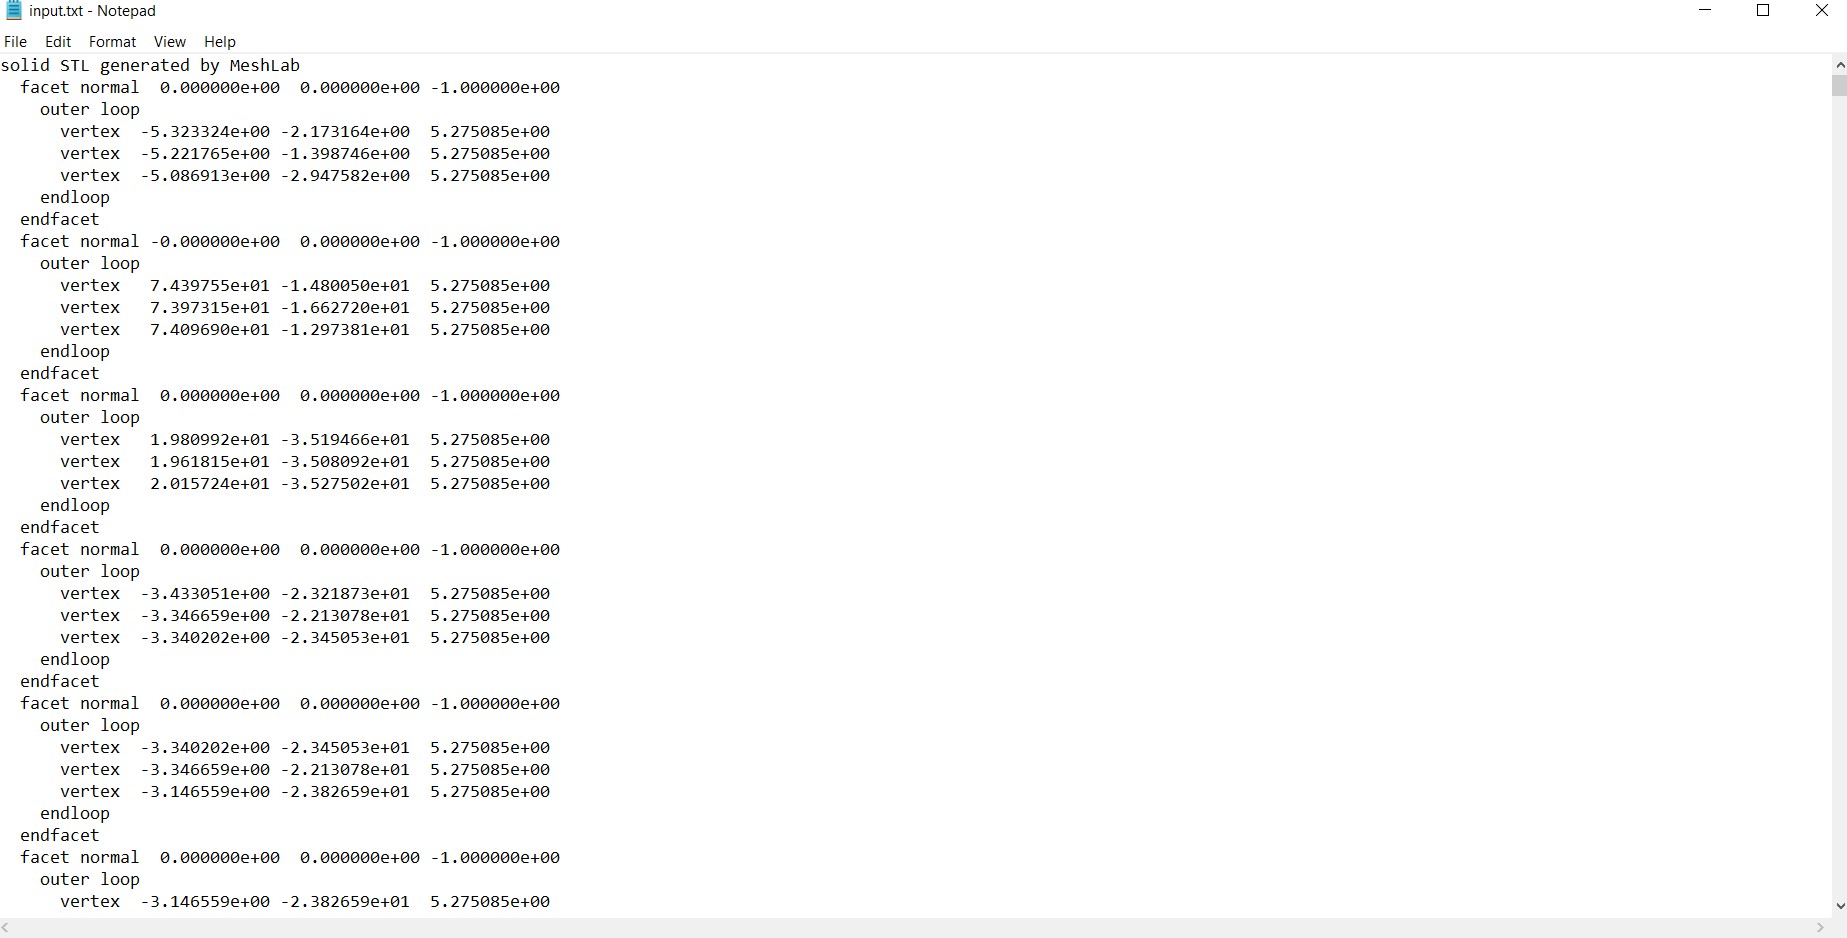 input.txt - Notepad
File Edit Format View Help
solid STL generated by MeshLab
  facet normal  0.000000e+00  0.000000e+00 -1.000000e+00
    outer loop
      vertex  -5.323324e+00 -2.173164e+00  5.275085e+00
      vertex  -5.221765e+00 -1.398746e+00  5.275085e+00
      vertex  -5.086913e+00 -2.947582e+00  5.275085e+00
    endloop
  endfacet
  facet normal -0.000000e+00  0.000000e+00 -1.000000e+00
    outer loop
      vertex   7.439755e+01 -1.480050e+01  5.275085e+00
      vertex   7.397315e+01 -1.662720e+01  5.275085e+00
      vertex   7.409690e+01 -1.297381e+01  5.275085e+00
    endloop
  endfacet
  facet normal  0.000000e+00  0.000000e+00 -1.000000e+00
    outer loop
      vertex   1.980992e+01 -3.519466e+01  5.275085e+00
      vertex   1.961815e+01 -3.508092e+01  5.275085e+00
      vertex   2.015724e+01 -3.527502e+01  5.275085e+00
    endloop
  endfacet
  facet normal  0.000000e+00  0.000000e+00 -1.000000e+00
    outer loop
      vertex  -3.433051e+00 -2.321873e+01  5.275085e+00
      vertex  -3.346659e+00 -2.213078e+01  5.275085e+00
      vertex  -3.340202e+00 -2.345053e+01  5.275085e+00
    endloop
  endfacet
  facet normal  0.000000e+00  0.000000e+00 -1.000000e+00
    outer loop
      vertex  -3.340202e+00 -2.345053e+01  5.275085e+00
      vertex  -3.346659e+00 -2.213078e+01  5.275085e+00
      vertex  -3.146559e+00 -2.382659e+01  5.275085e+00
    endloop
  endfacet
  facet normal  0.000000e+00  0.000000e+00 -1.000000e+00
    outer loop
      vertex  -3.146559e+00 -2.382659e+01  5.275085e+00